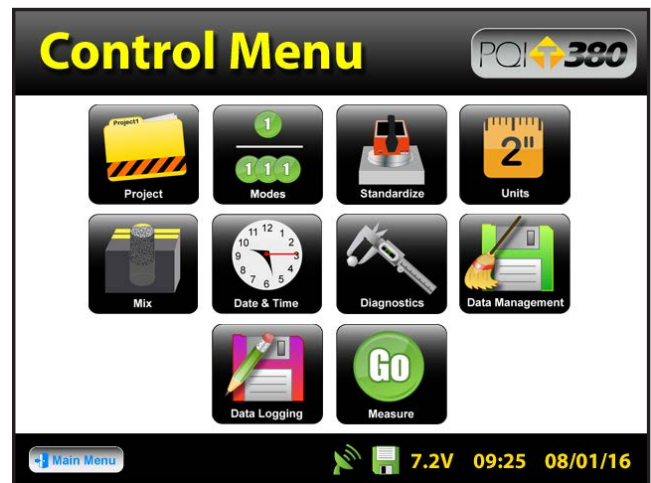 Control Menu
PQI T 380
Project1
Project
1
1 1 1
Modes
Standardize
2"
Units
Mix
12
11 1
10 2
9 3
8 4
7 6 5
Date & Time
Diagnostics
Data Management
Data Logging
Go
Measure
Main Menu
7.2V 09:25 08/01/16